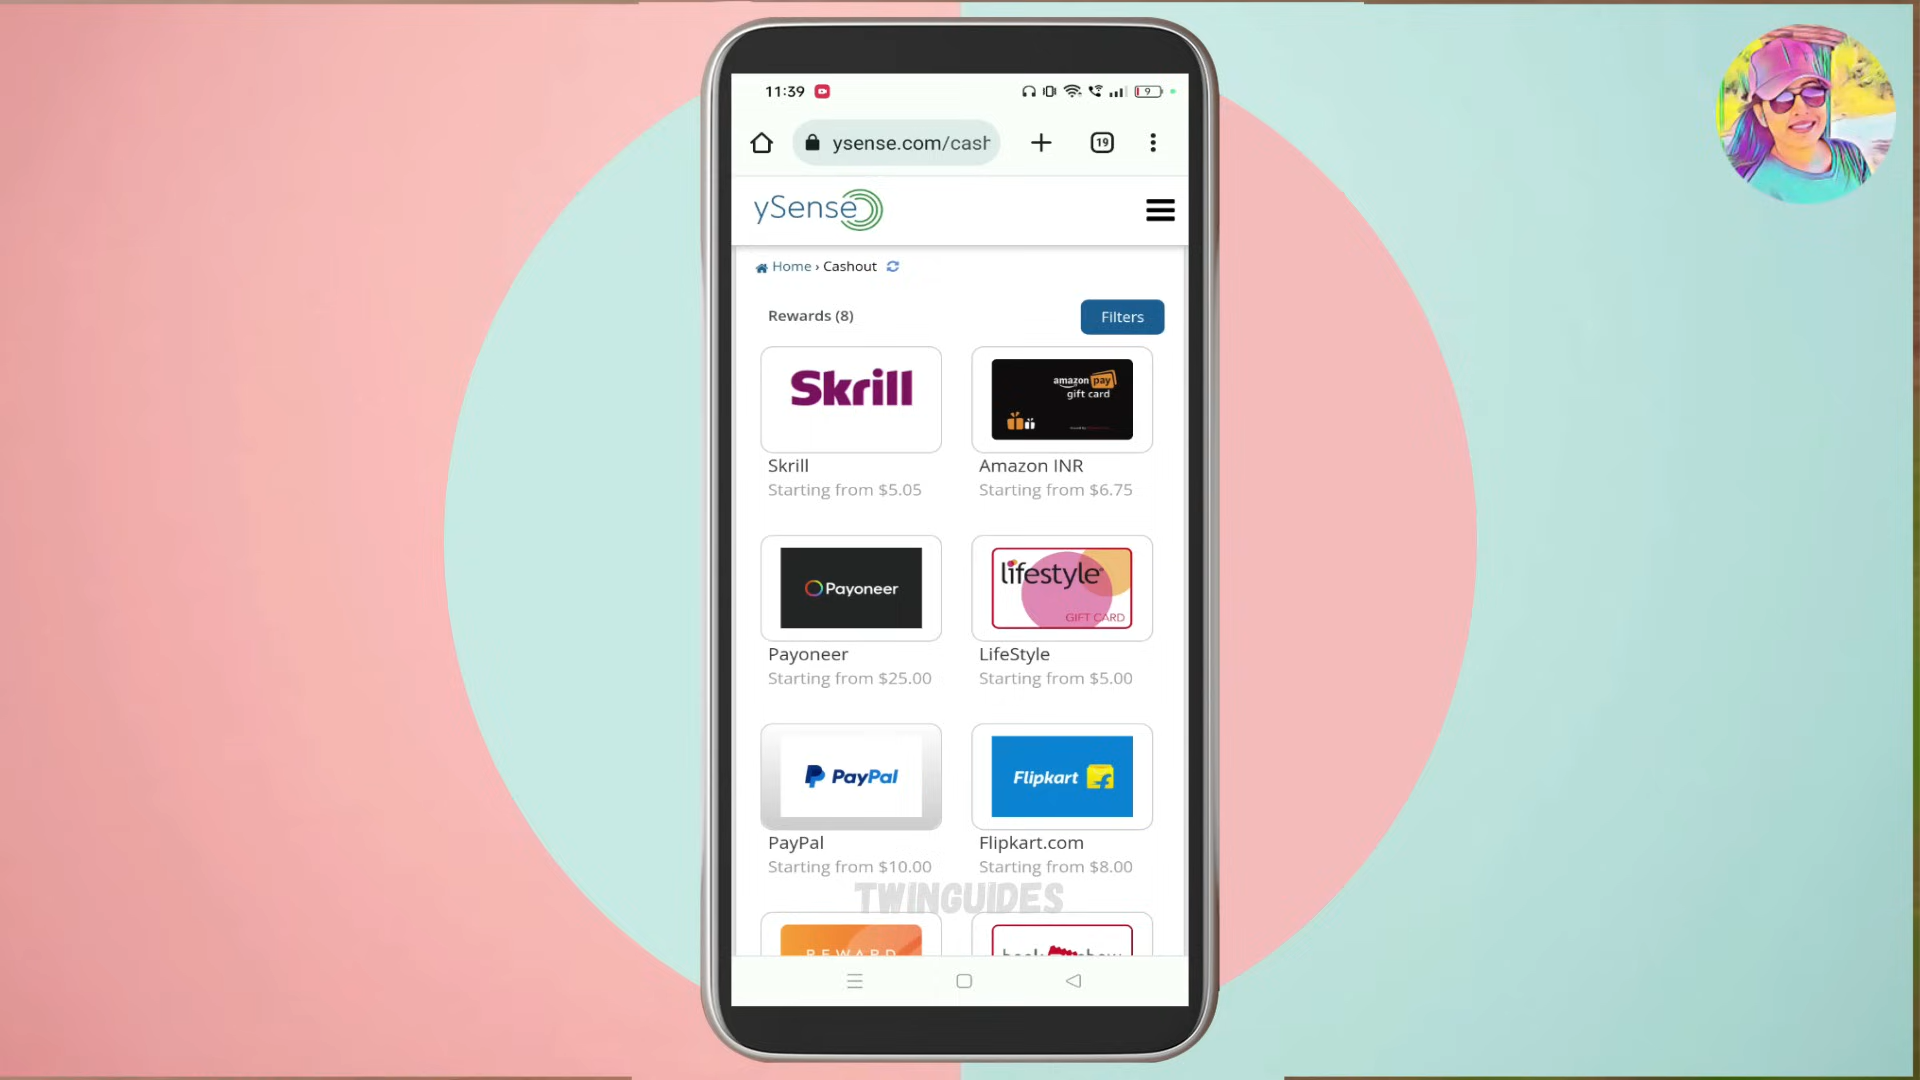 11:39
9
ysense.com/cash
19
ySense
Home › Cashout
Rewards (8)
Filters
Skrill
amazon pay
gift card
Skrill
Starting from $5.05
Amazon INR
Starting from $6.75
Payoneer
lifestyle
GIFT CARD
Payoneer
Starting from $25.00
LifeStyle
Starting from $5.00
PayPal
Flipkart
PayPal
Starting from $10.00
Flipkart.com
Starting from $8.00
TWINGUIDES
REWARD